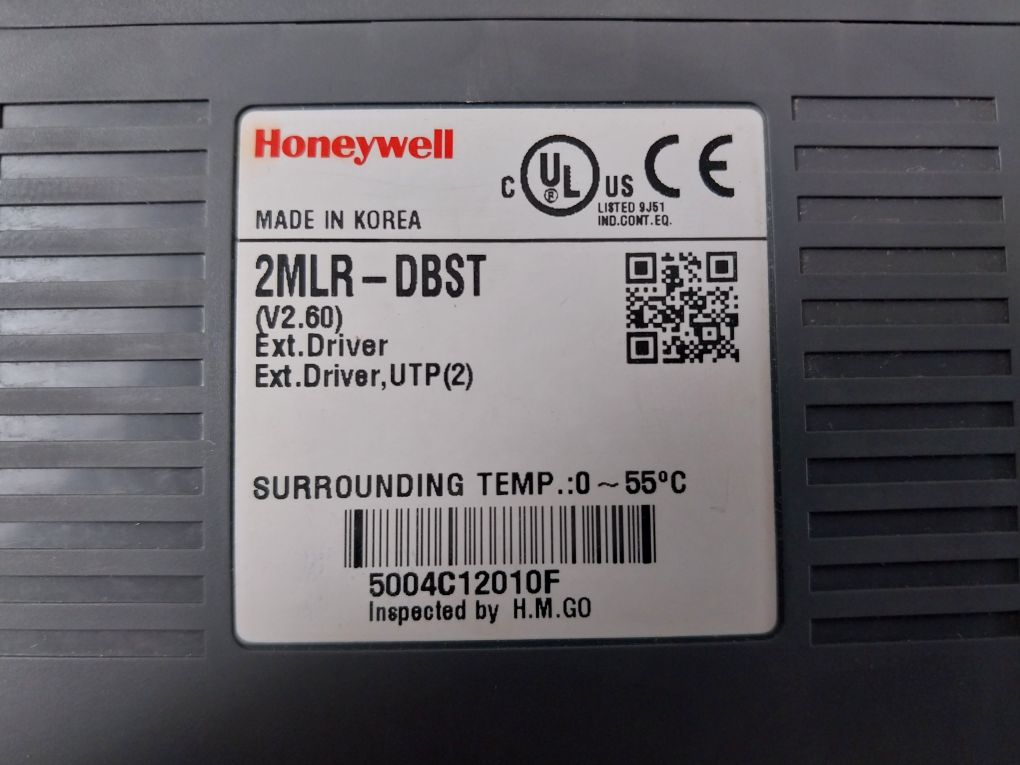 Honeywell
C UL ® US CE
LISTED 9J51
IND.CONT.EQ.
MADE IN KOREA
2MLR-DBST
(V2.60)
Ext.Driver
Ext.Driver,UTP(2)
SURROUNDING TEMP.:0~55ºC
5004C12010F
Inspected by H.M.GO